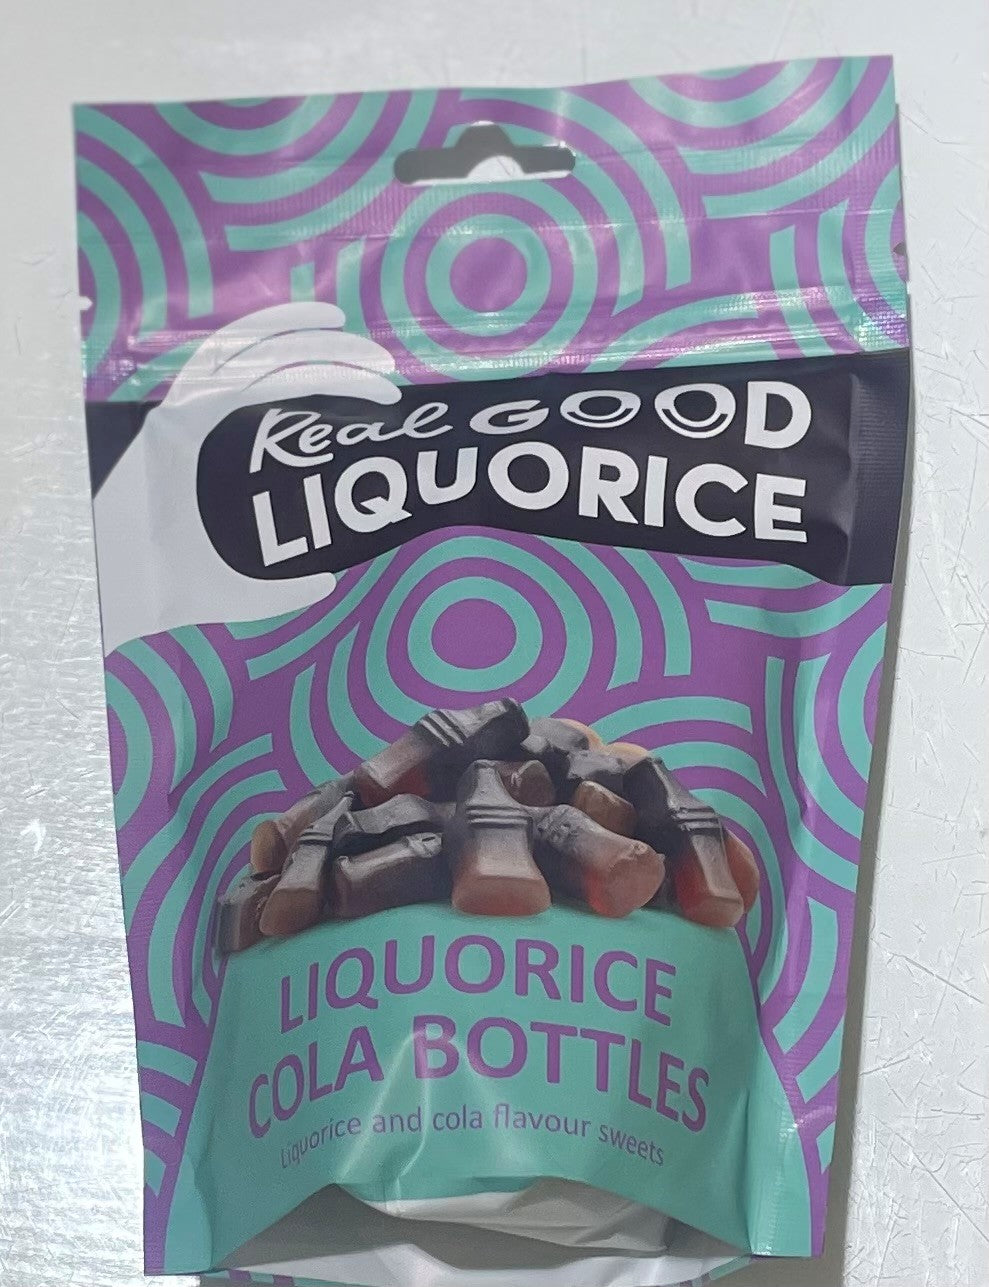 Real GOOD
LIQUORICE
LIQUORICE
COLA BOTTLES
Liquorice and cola flavour sweets